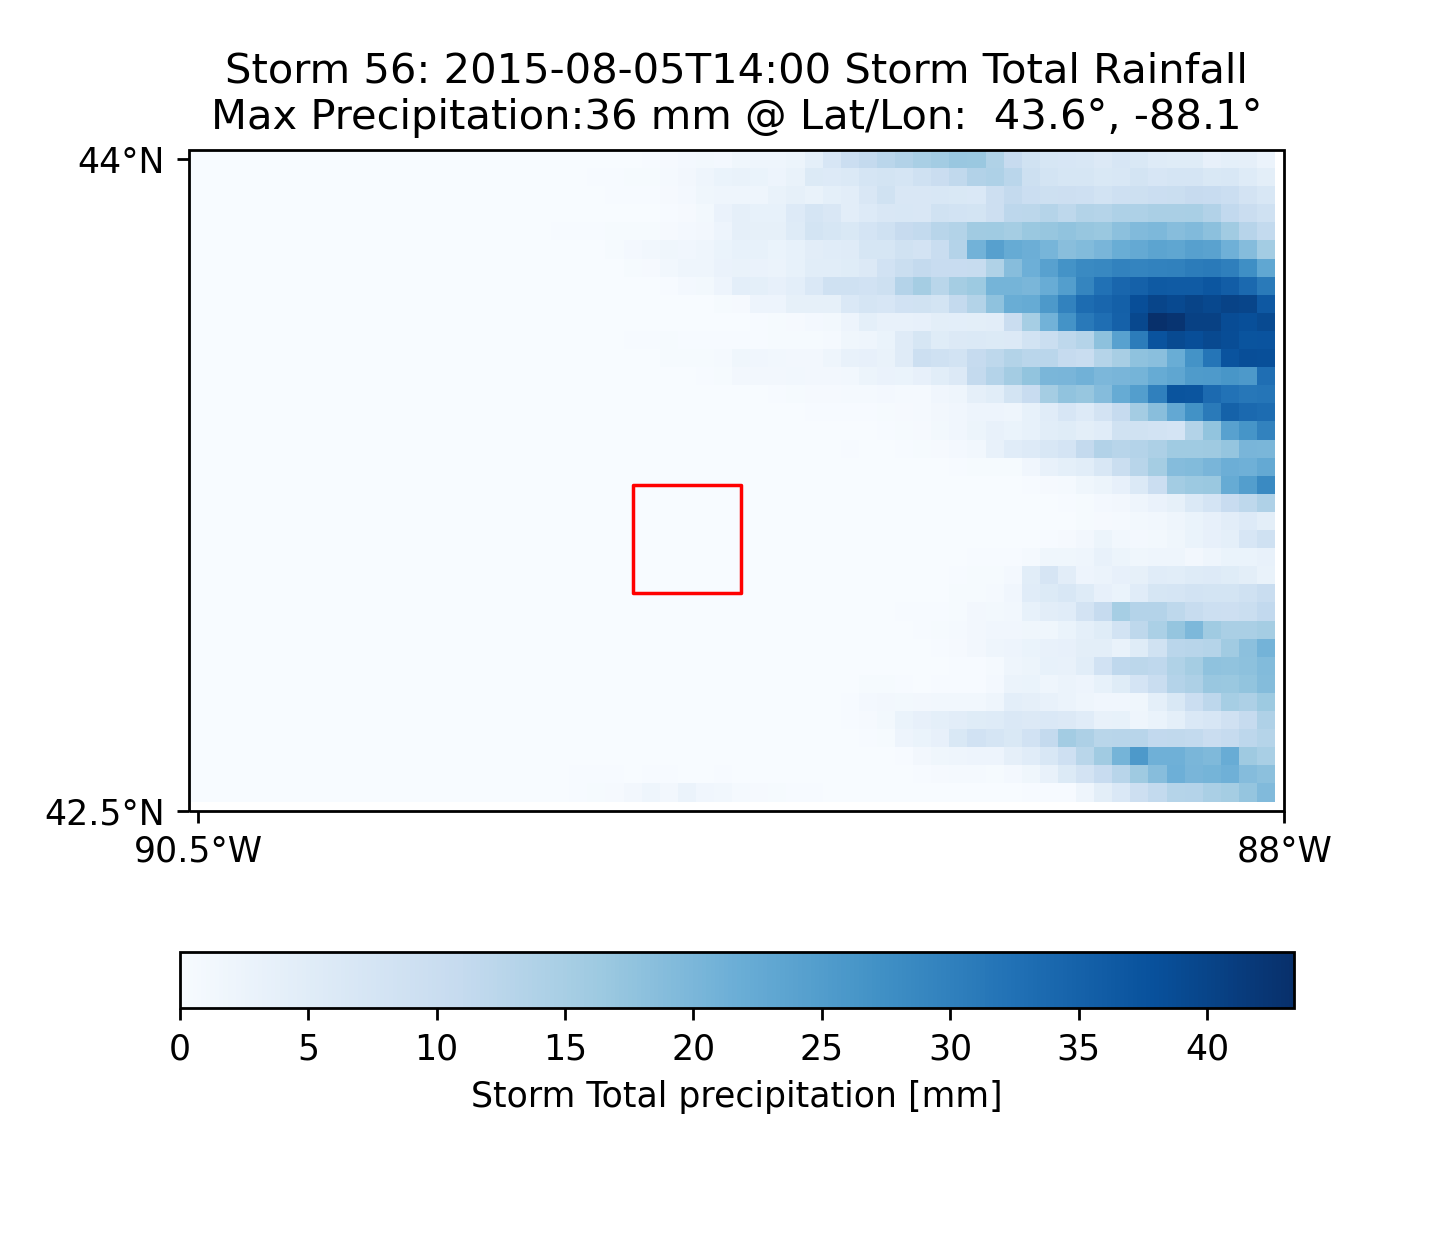 Storm 56: 2015-08-05T14:00 Storm Total Rainfall
Max Precipitation:36 mm @ Lat/Lon:  43.6°, -88.1°
44°N
42.5°N
90.5°W 88°W
0 5 10 15 20 25 30 35 40
Storm Total precipitation [mm]